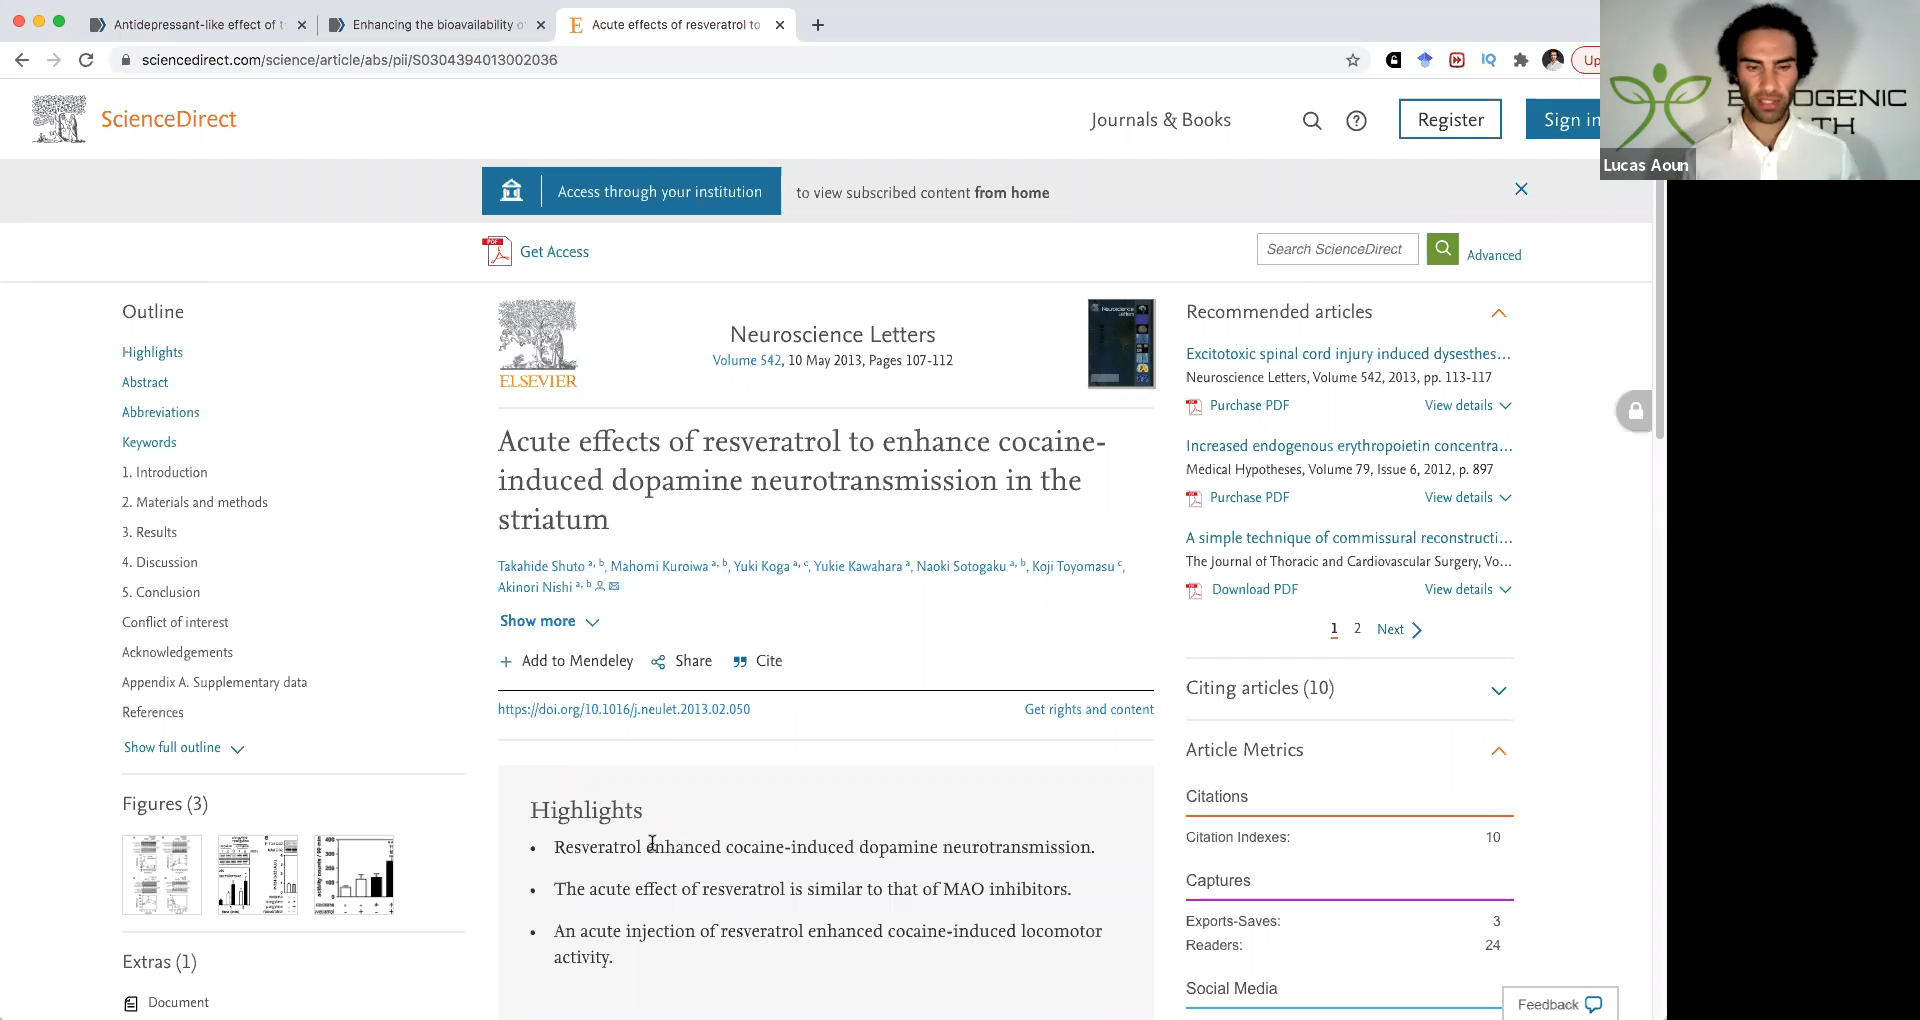 Antidepressant-like effect of t
Enhancing the bioavailability o
Acute effects of resveratrol to
sciencedirect.com/science/article/abs/pii/S0304394013002036
IQ
Up
ScienceDirect
Journals & Books
Register
Sign in
OGENIC
LTH
Lucas Aoun
Access through your institution
to view subscribed content from home
PDF
Get Access
Search ScienceDirect
Advanced
Outline
Highlights
Abstract
Abbreviations
Keywords
1. Introduction
2. Materials and methods
3. Results
4. Discussion
5. Conclusion
Conflict of interest
Acknowledgements
Appendix A. Supplementary data
References
Show full outline
Figures (3)
Extras (1)
Document
ELSEVIER
Neuroscience Letters
Volume 542, 10 May 2013, Pages 107-112
Acute effects of resveratrol to enhance cocaine-
induced dopamine neurotransmission in the
striatum
Takahide Shuto a, b, Mahomi Kuroiwa a, b, Yuki Koga a, c, Yukie Kawahara a, Naoki Sotogaku a, b, Koji Toyomasu c,
Akinori Nishi a, b
Show more
+ Add to Mendeley
Share
Cite
https://doi.org/10.1016/j.neulet.2013.02.050
Get rights and content
Highlights
• Resveratrol enhanced cocaine-induced dopamine neurotransmission.
• The acute effect of resveratrol is similar to that of MAO inhibitors.
• An acute injection of resveratrol enhanced cocaine-induced locomotor
activity.
Recommended articles
Excitotoxic spinal cord injury induced dysesthes...
Neuroscience Letters, Volume 542, 2013, pp. 113-117
Purchase PDF
View details
Increased endogenous erythropoietin concentra...
Medical Hypotheses, Volume 79, Issue 6, 2012, p. 897
Purchase PDF
View details
A simple technique of commissural reconstructi...
The Journal of Thoracic and Cardiovascular Surgery, Vo...
Download PDF
View details
1 2 Next
Citing articles (10)
Article Metrics
Citations
Citation Indexes: 10
Captures
Exports-Saves: 3
Readers: 24
Social Media
Feedback